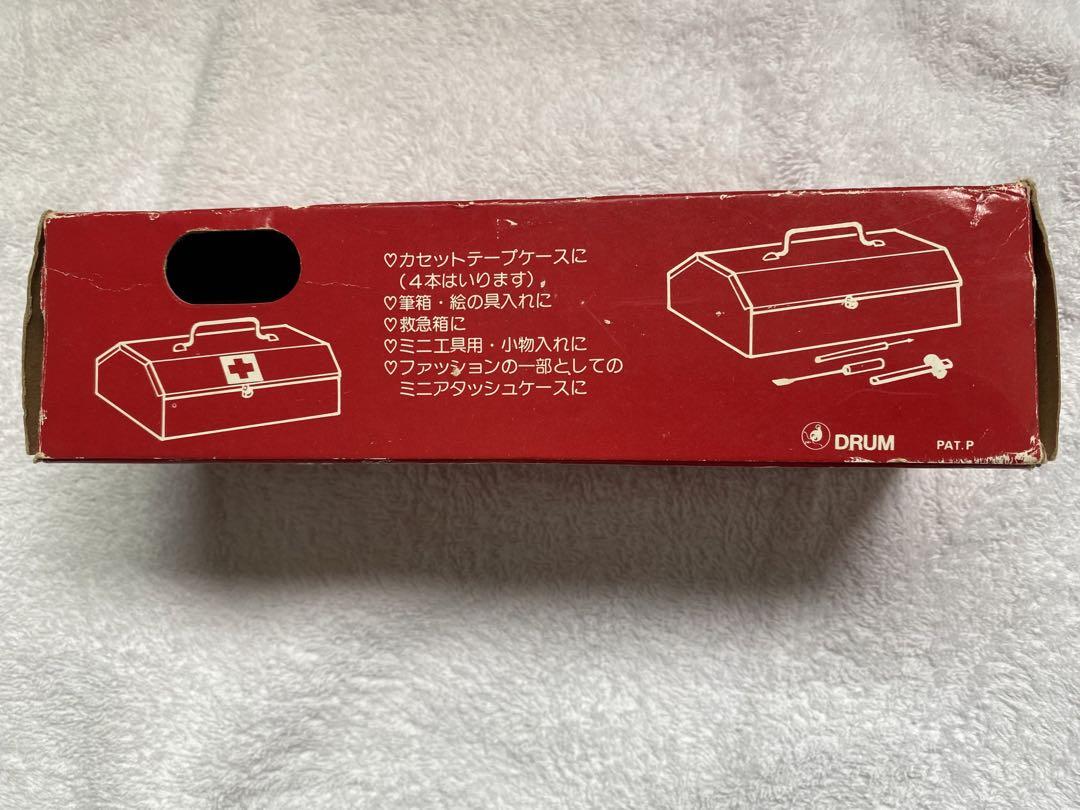 ♡カセットテープケースに
（4本はいります）。
♡筆箱・絵の具入れに
♡救急箱に
♡ミニ工具用・小物入れに
♡ファッションの一部としての
ミニアタッシュケースに
DRUM PAT.P